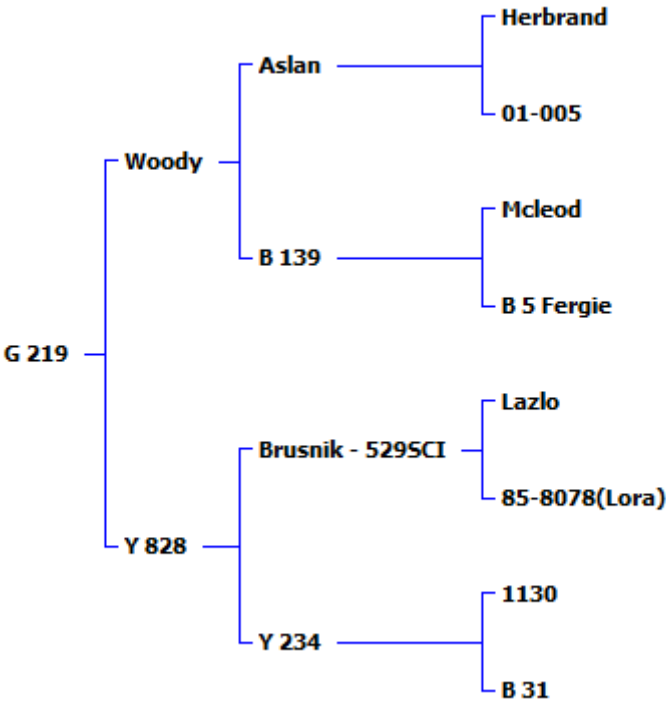 Herbrand
Aslan
01-005
Woody
Mcleod
B 139
B 5 Fergie
G 219
Lazlo
Brusnik - 529SCI
85-8078(Lora)
Y 828
1130
Y 234
B 31